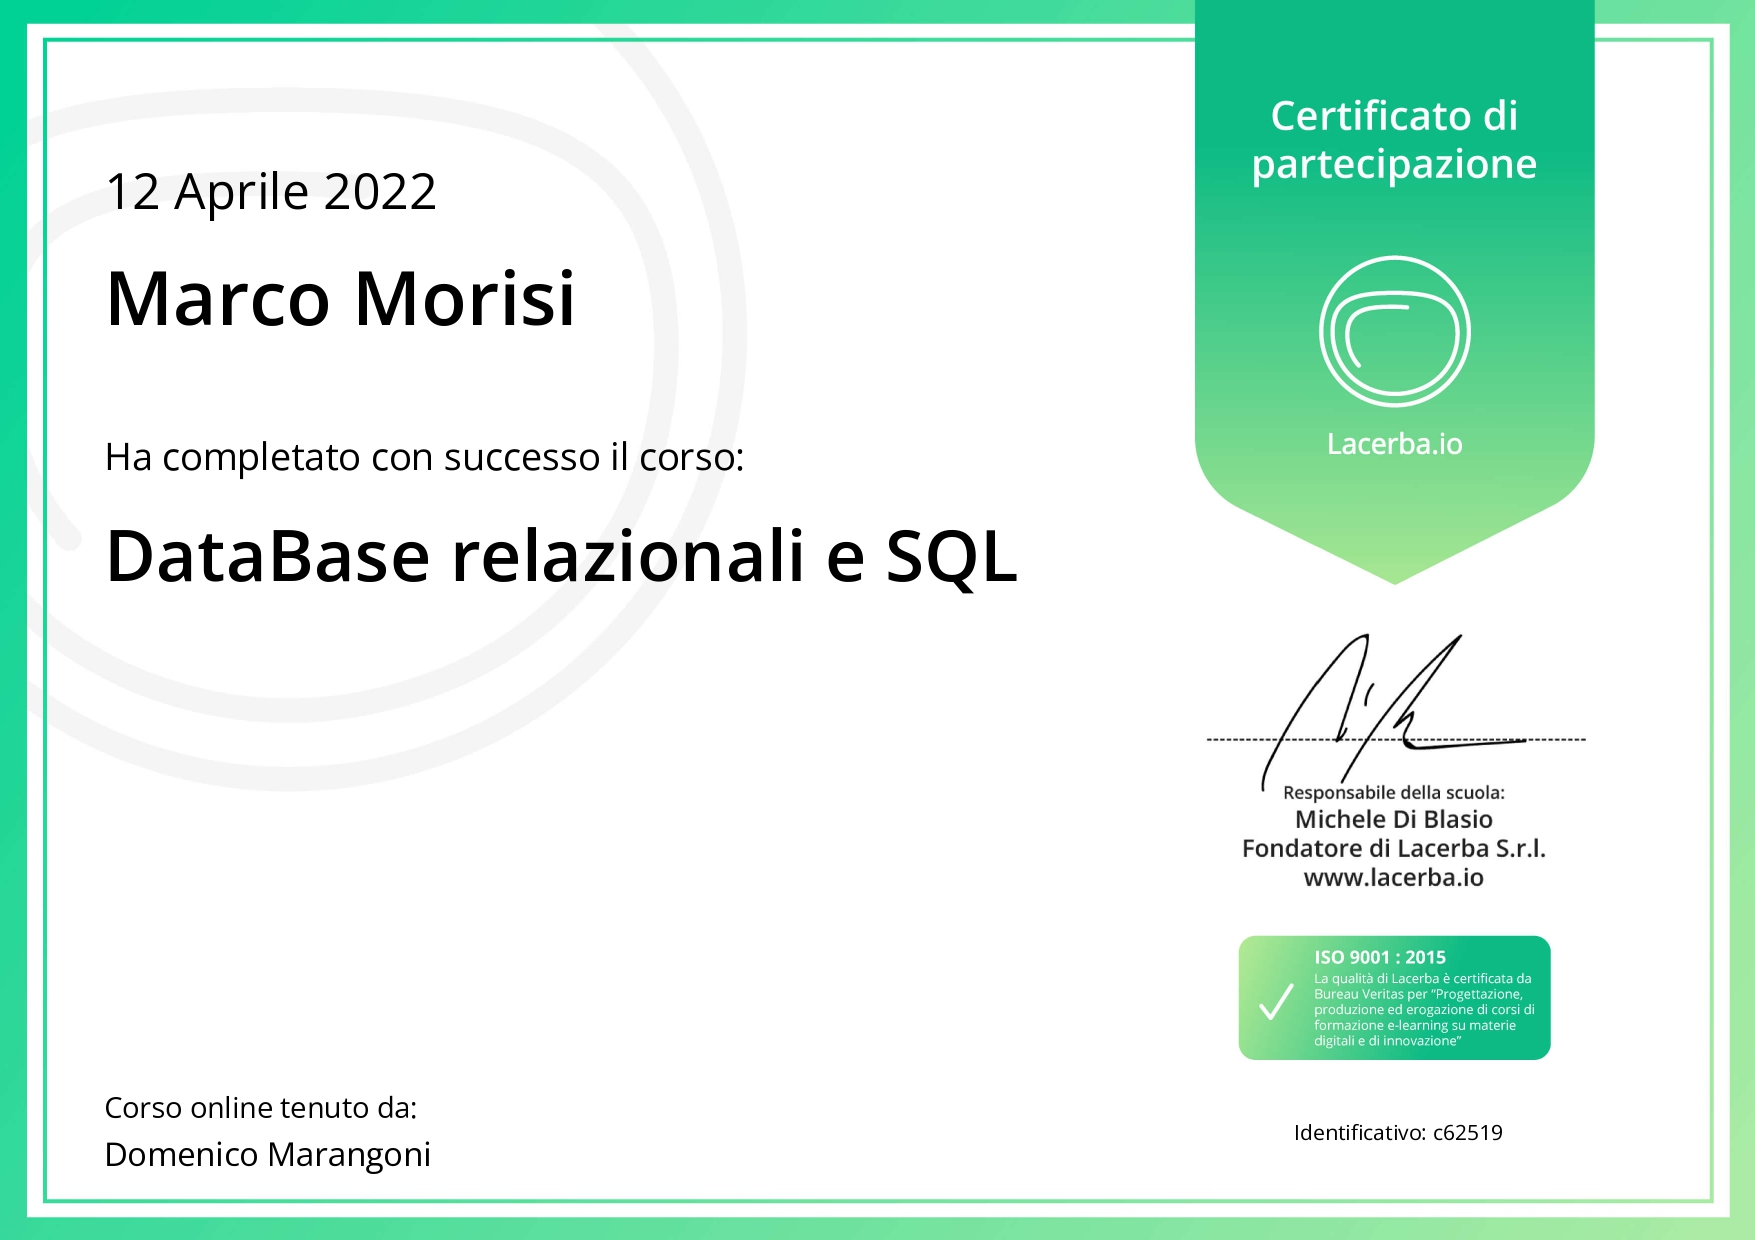 12 Aprile 2022
Marco Morisi
Ha completato con successo il corso:
DataBase relazionali e SQL
Corso online tenuto da:
Domenico Marangoni
Certificato di
partecipazione
Lacerba.io
Responsabile della scuola:
Michele Di Blasio
Fondatore di Lacerba S.r.l.
www.lacerba.io
ISO 9001 : 2015
La qualità di Lacerba è certificata da
Bureau Veritas per “Progettazione,
produzione ed erogazione di corsi di
formazione e-learning su materie
digitali e di innovazione”
Identificativo: c62519